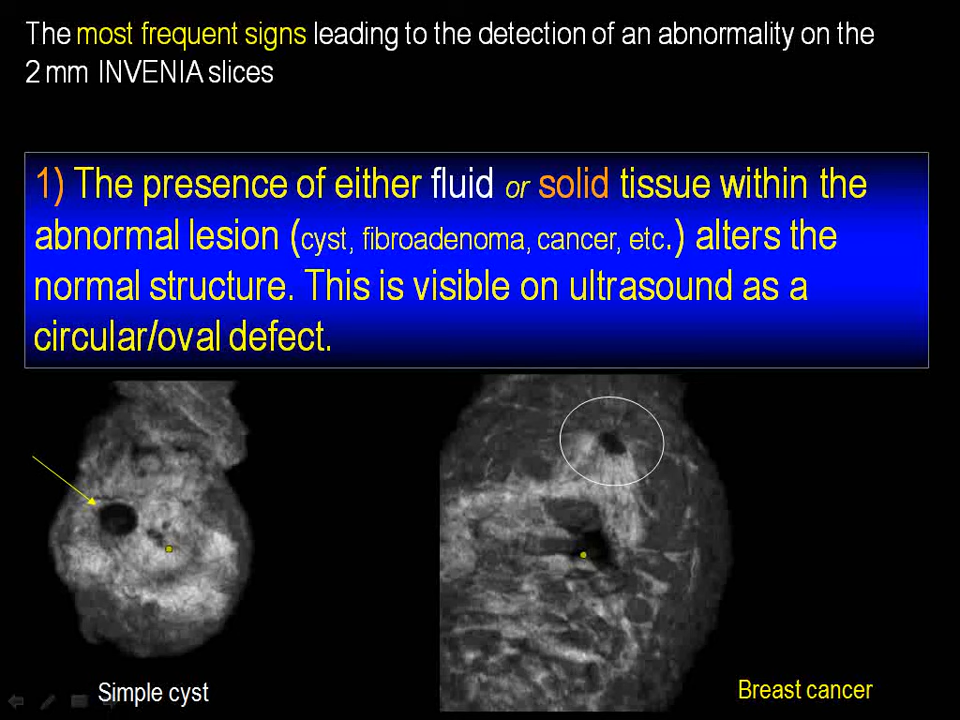 The most frequent signs leading to the detection of an abnormality on the
2 mm INVENIA slices
1) The presence of either fluid or solid tissue within the
abnormal lesion (cyst, fibroadenoma, cancer, etc.) alters the
normal structure. This is visible on ultrasound as a
circular/oval defect.
Simple cyst
Breast cancer